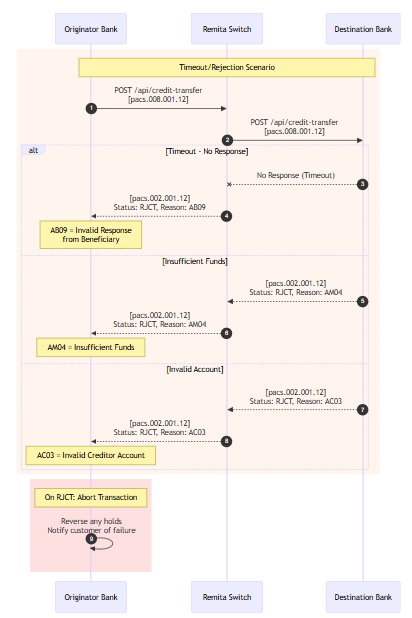 Originator Bank
Remita Switch
Destination Bank
Timeout/Rejection Scenario
POST /api/credit-transfer
[pacs.008.001.12]
1
POST /api/credit-transfer
[pacs.008.001.12]
2
alt
[Timeout - No Response]
No Response (Timeout)
3
[pacs.002.001.12]
Status: RJCT, Reason: AB09
4
AB09 = Invalid Response
from Beneficiary
[Insufficient Funds]
[pacs.002.001.12]
Status: RJCT, Reason: AM04
5
[pacs.002.001.12]
Status: RJCT, Reason: AM04
6
AM04 = Insufficient Funds
[Invalid Account]
[pacs.002.001.12]
Status: RJCT, Reason: AC03
7
[pacs.002.001.12]
Status: RJCT, Reason: AC03
8
AC03 = Invalid Creditor Account
On RJCT: Abort Transaction
Reverse any holds
Notify customer of failure
9
Originator Bank
Remita Switch
Destination Bank